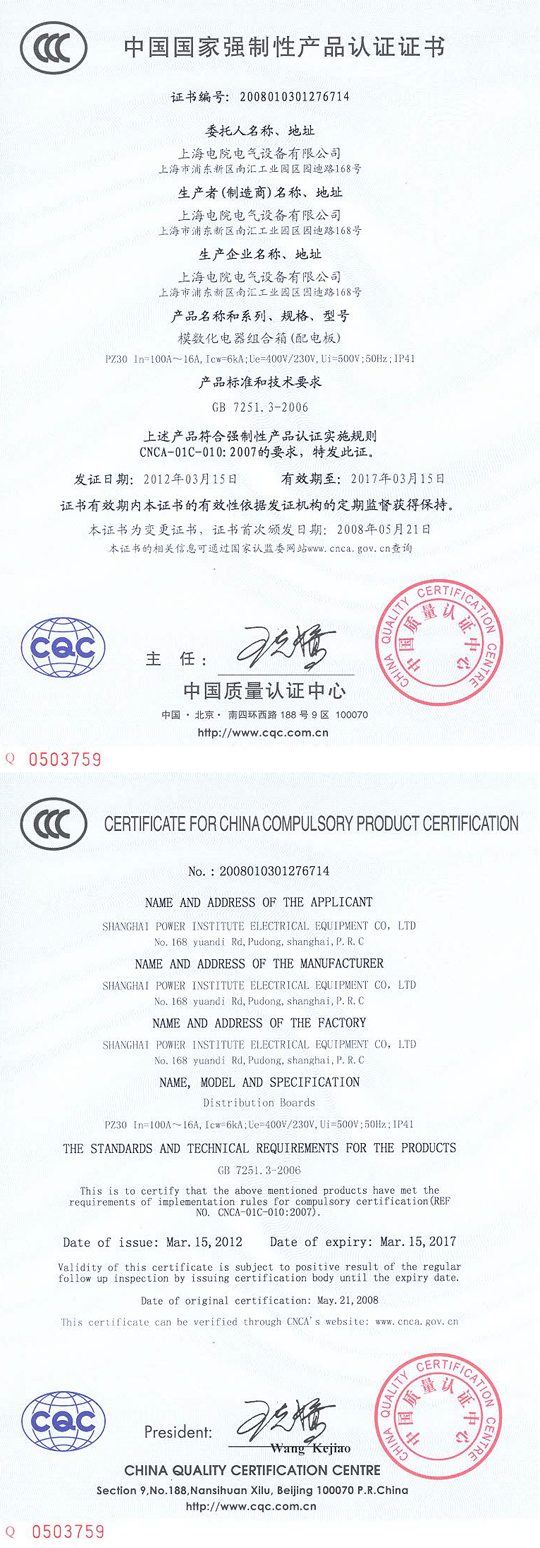 中国国家强制性产品认证证书
证书编号: 2008010301276714
委托人名称、地址
上海电院电气设备有限公司
上海市浦东新区南汇工业园区园迪路168号
生产者(制造商)名称、地址
上海电院电气设备有限公司
上海市浦东新区南汇工业园区园迪路168号
生产企业名称、地址
上海电院电气设备有限公司
上海市浦东新区南汇工业园区园迪路168号
产品名称和系列、规格、型号
模数化电器组合箱(配电板)
PZ30 In=100A～16A,Icw=6kA;Ue=400V/230V,Ui=500V;50Hz;IP41
产品标准和技术要求
GB 7251.3-2006
上述产品符合强制性产品认证实施规则
CNCA-01C-010:2007的要求，特发此证。
发证日期: 2012年03月15日 有效期至: 2017年03月15日
证书有效期内本证书的有效性依据发证机构的定期监督获得保持。
本证书为变更证书，证书首次颁发日期: 2008年05月21日
本证书的相关信息可通过国家认监委网站www.cnca.gov.cn查询
CQC
主 任:
CHINA QUALITY CERTIFICATION CENTRE
中国质量认证中心
中国质量认证中心
中国·北京·南四环西路188号9区 100070
http://www.cqc.com.cn
Q 0503759
CERTIFICATE FOR CHINA COMPULSORY PRODUCT CERTIFICATION
No.: 2008010301276714
NAME AND ADDRESS OF THE APPLICANT
SHANGHAI POWER INSTITUTE ELECTRICAL EQUIPMENT CO, LTD
No.168 yuandi Rd,Pudong,shanghai,P.R.C
NAME AND ADDRESS OF THE MANUFACTURER
SHANGHAI POWER INSTITUTE ELECTRICAL EQUIPMENT CO, LTD
No.168 yuandi Rd,Pudong,shanghai,P.R.C
NAME AND ADDRESS OF THE FACTORY
SHANGHAI POWER INSTITUTE ELECTRICAL EQUIPMENT CO, LTD
No.168 yuandi Rd,Pudong,shanghai,P.R.C
NAME, MODEL AND SPECIFICATION
Distribution Boards
PZ30 In=100A～16A,Icw=6kA;Ue=400V/230V,Ui=500V;50Hz;IP41
THE STANDARDS AND TECHNICAL REQUIREMENTS FOR THE PRODUCTS
GB 7251.3-2006
This is to certify that the above mentioned products have met the
requirements of implementation rules for compulsory certification(REF
NO. CNCA-01C-010:2007).
Date of issue: Mar.15,2012 Date of expiry: Mar.15,2017
Validity of this certificate is subject to positive result of the regular
follow up inspection by issuing certification body until the expiry date.
Date of original certification: May.21,2008
This certificate can be verified through CNCA's website: www.cnca.gov.cn
CQC
President:
Wang Kejiao
CHINA QUALITY CERTIFICATION CENTRE
中国质量认证中心
CHINA QUALITY CERTIFICATION CENTRE
Section 9,No.188,Nansihuan Xilu, Beijing 100070 P.R.China
http://www.cqc.com.cn
Q 0503759